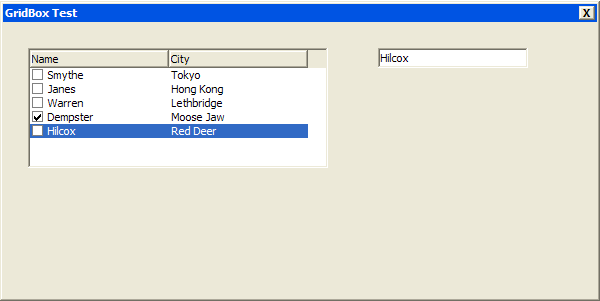 GridBox Test X
Name City Hilcox
Smythe Tokyo
Janes Hong Kong
Warren Lethbridge
Dempster Moose Jaw
Hilcox Red Deer